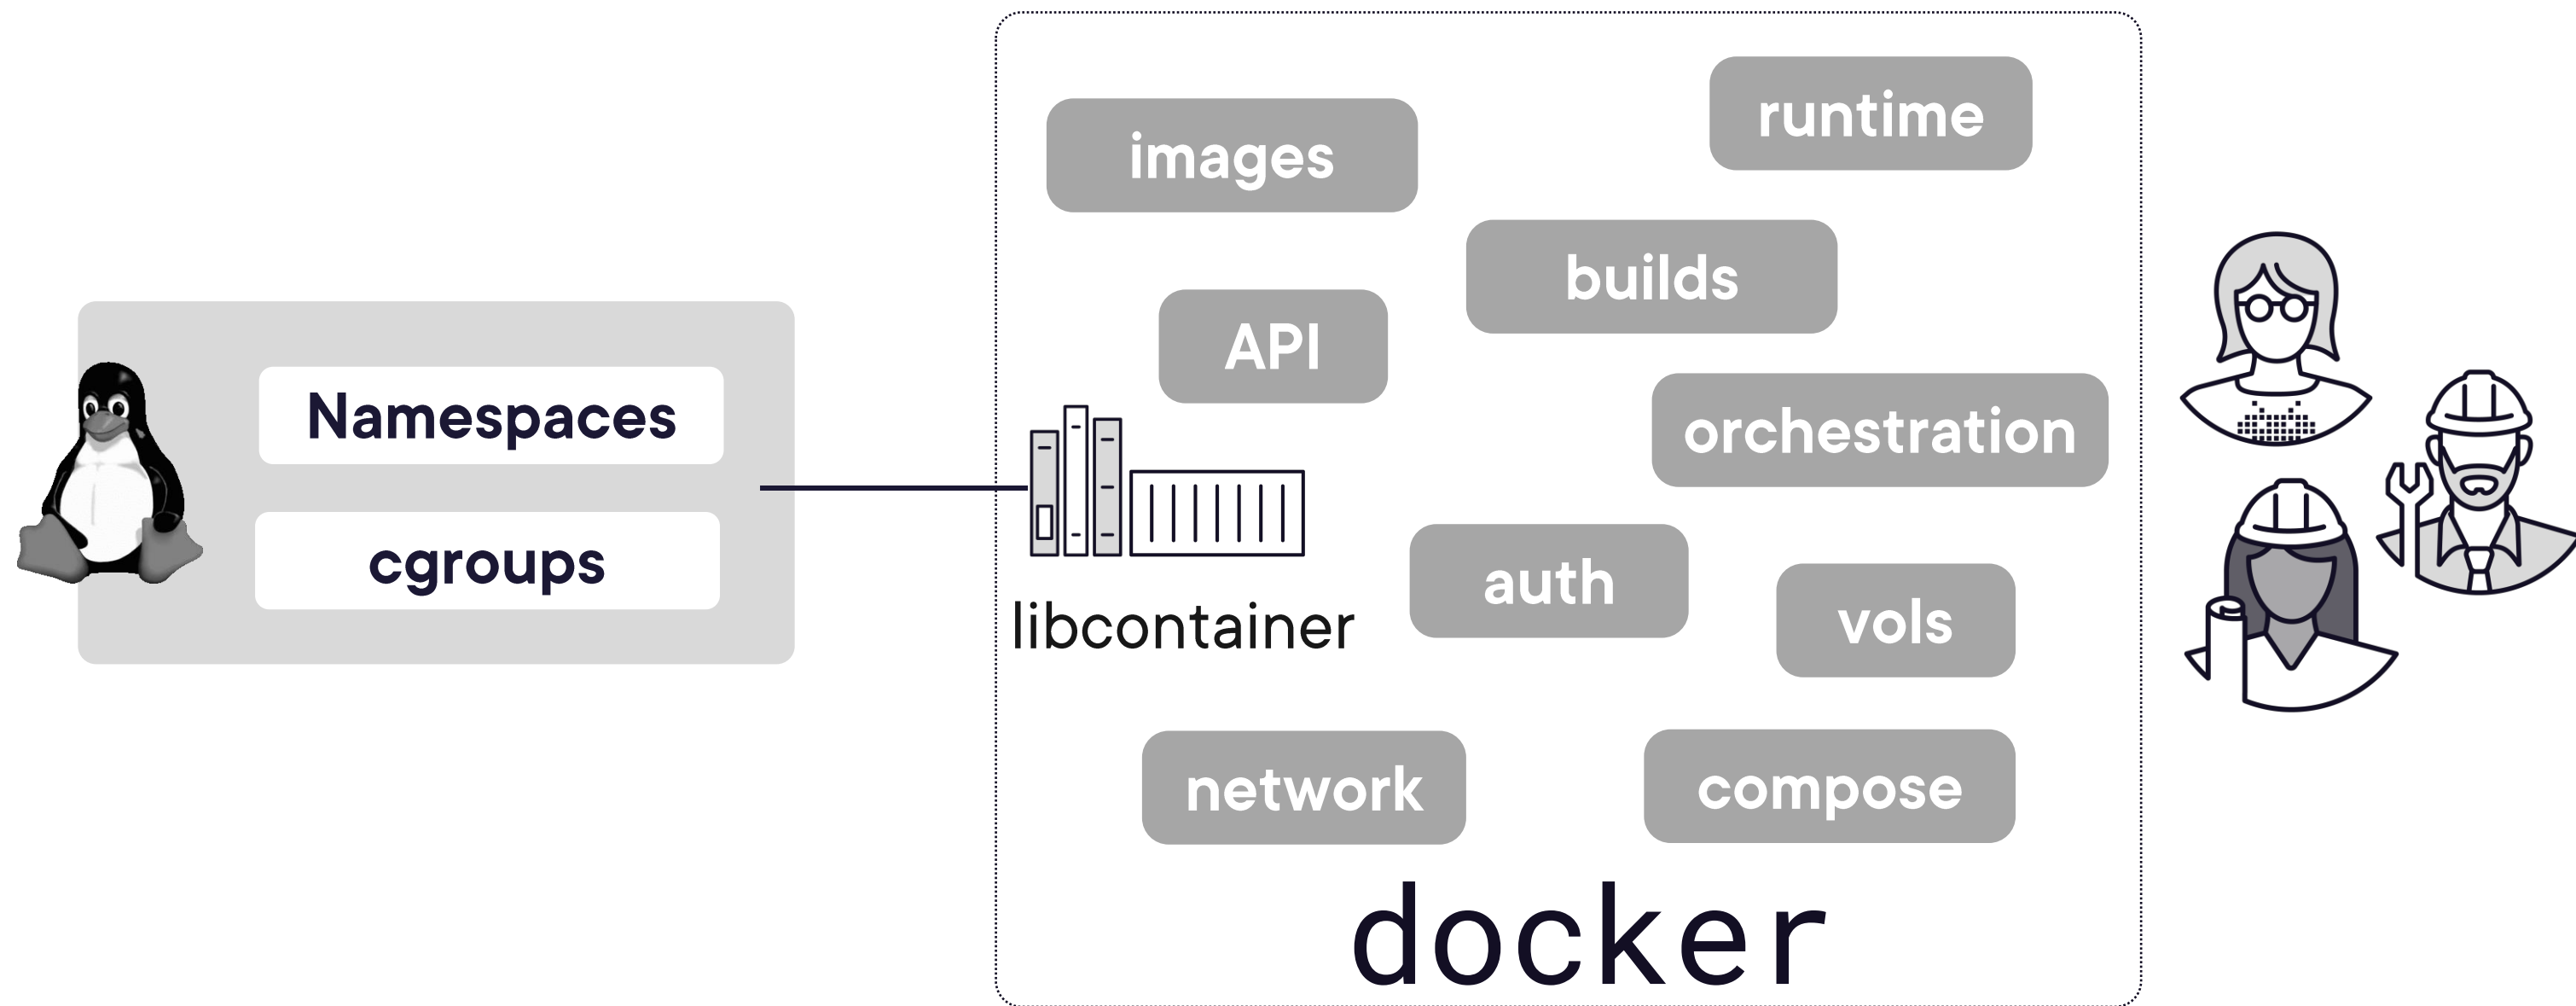 Namespaces
cgroups
images
runtime
builds
API
orchestration
libcontainer
auth
vols
network
compose
docker